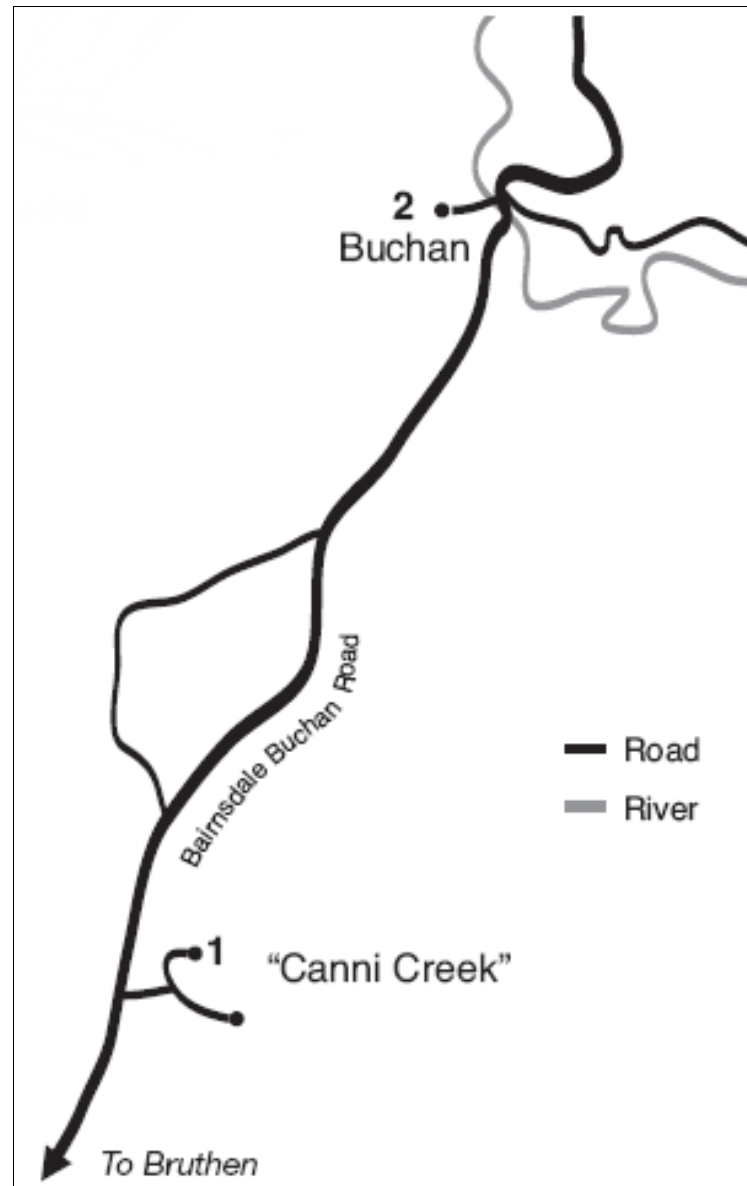 2
Buchan
Bairnsdale Buchan Road
Road
River
1
“Canni Creek”
To Bruthen